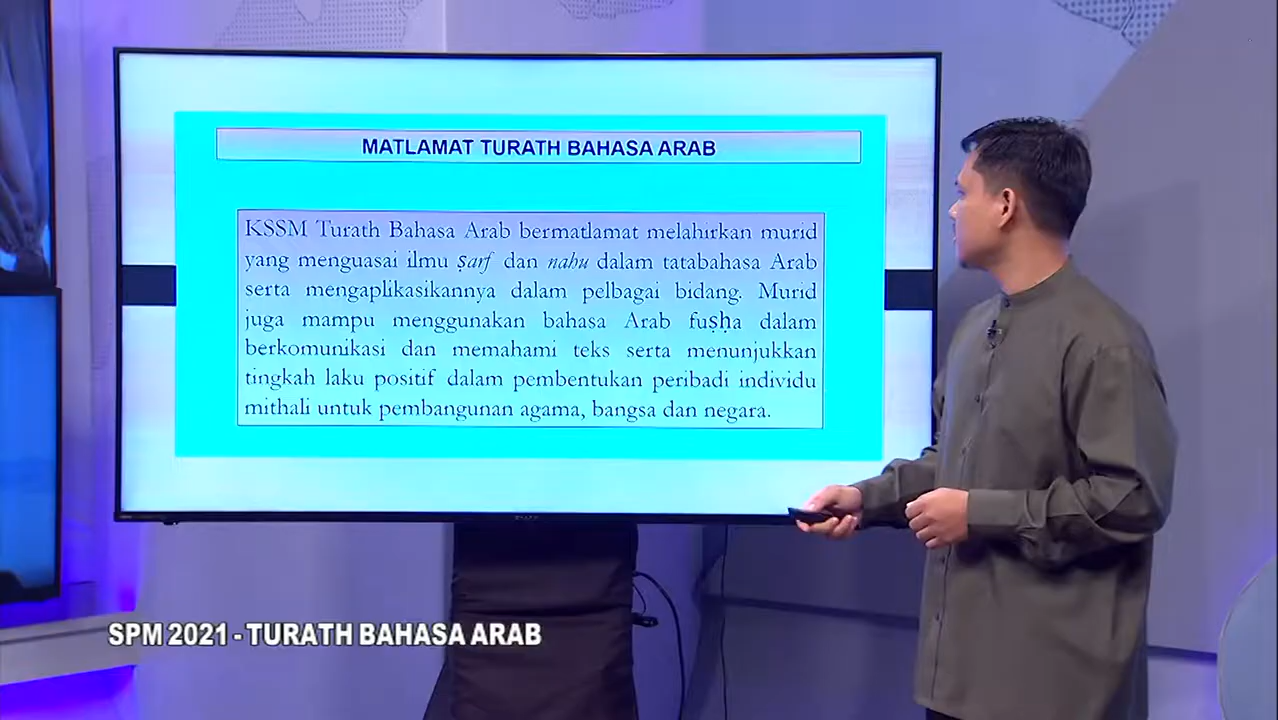 MATLAMAT TURATH BAHASA ARAB
KSSM Turath Bahasa Arab bermatlamat melahirkan murid
yang menguasai ilmu ṣarf dan nahu dalam tatabahasa Arab
serta mengaplikasikannya dalam pelbagai bidang. Murid
juga mampu menggunakan bahasa Arab fuṣḥa dalam
berkomunikasi dan memahami teks serta menunjukkan
tingkah laku positif dalam pembentukan peribadi individu
mithali untuk pembangunan agama, bangsa dan negara.
SPM 2021 - TURATH BAHASA ARAB